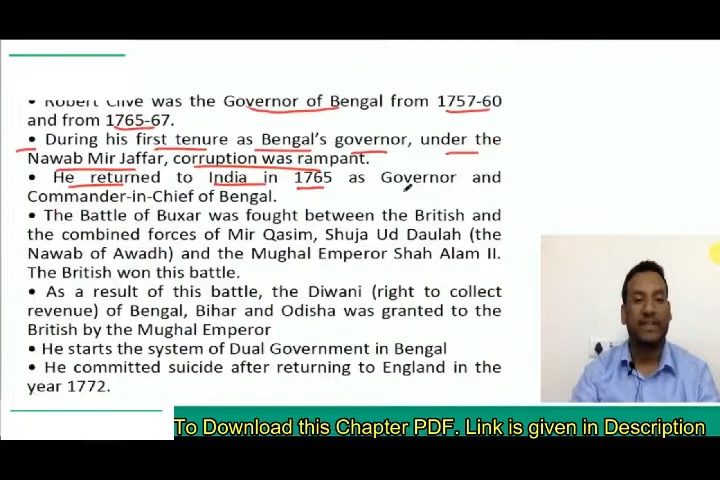 • Robert Clive was the Governor of Bengal from 1757-60
and from 1765-67.
• During his first tenure as Bengal's governor, under the
Nawab Mir Jaffar, corruption was rampant.
• He returned to India in 1765 as Governor and
Commander-in-Chief of Bengal.
• The Battle of Buxar was fought between the British and
the combined forces of Mir Qasim, Shuja Ud Daulah (the
Nawab of Awadh) and the Mughal Emperor Shah Alam II.
The British won this battle.
• As a result of this battle, the Diwani (right to collect
revenue) of Bengal, Bihar and Odisha was granted to the
British by the Mughal Emperor
• He starts the system of Dual Government in Bengal
• He committed suicide after returning to England in the
year 1772.
To Download this Chapter PDF. Link is given in Description